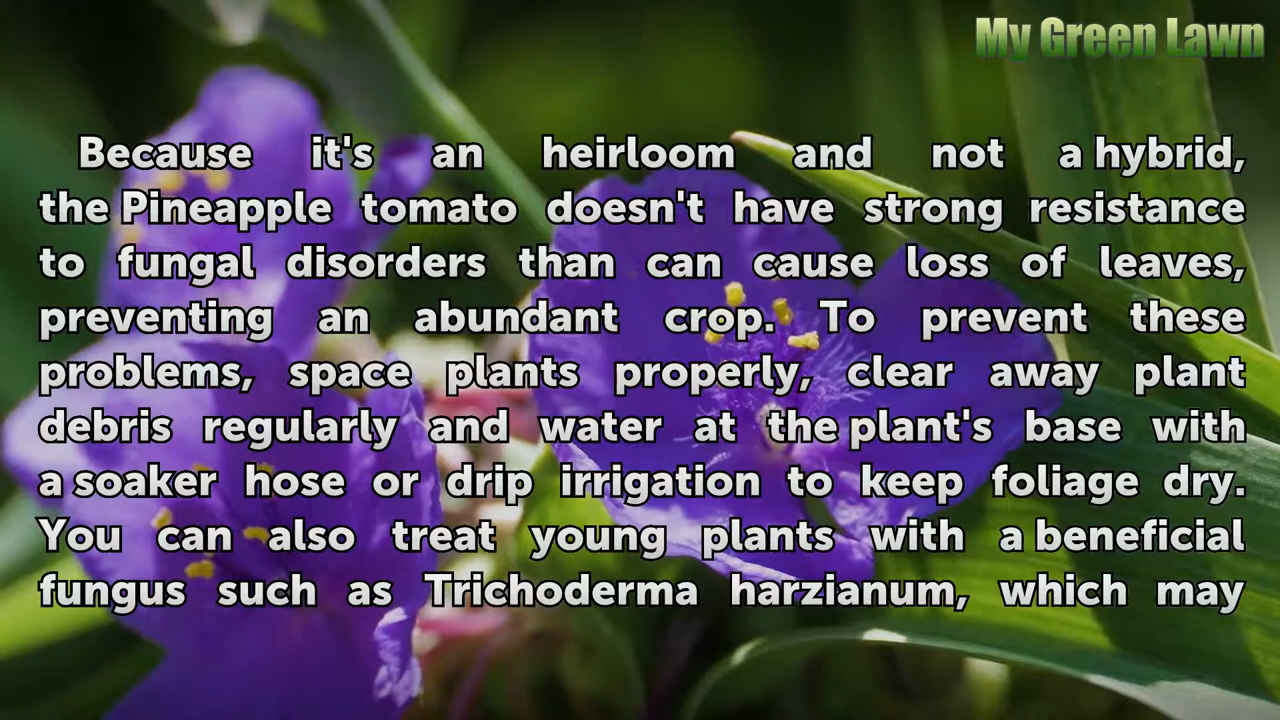 My Green Lawn
Because it's an heirloom and not a hybrid,
the Pineapple tomato doesn't have strong resistance
to fungal disorders than can cause loss of leaves,
preventing an abundant crop. To prevent these
problems, space plants properly, clear away plant
debris regularly and water at the plant's base with
a soaker hose or drip irrigation to keep foliage dry.
You can also treat young plants with a beneficial
fungus such as Trichoderma harzianum, which may